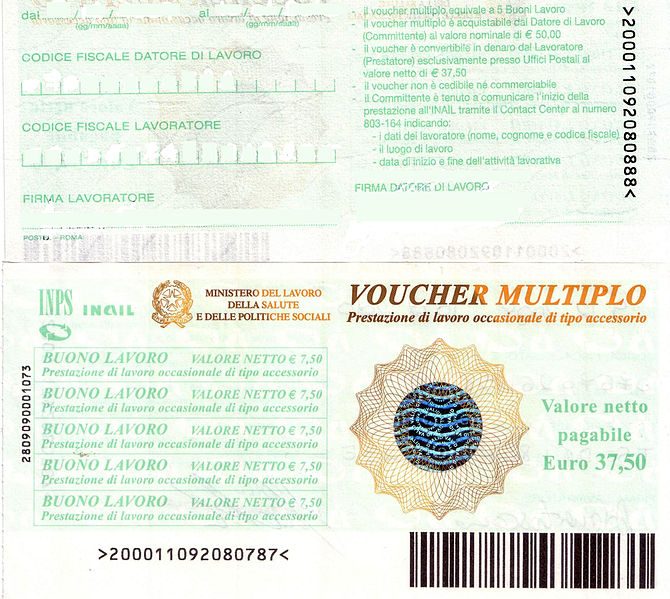 dal / / al / /
(gg/mm/aaaa) (gg/mm/aaaa)
CODICE FISCALE DATORE DI LAVORO
CODICE FISCALE LAVORATORE
FIRMA LAVORATORE
POSTEL - ROMA
- il voucher multiplo equivale a 5 Buoni Lavoro
- il voucher multiplo è acquistabile dal Datore di Lavoro
(Committente) al valore nominale di € 50,00
- il voucher è convertibile in denaro dal Lavoratore
(Prestatore) esclusivamente presso Uffici Postali al
valore netto di € 37,50
- il voucher non è cedibile né commerciabile
- il Committente è tenuto a comunicare l'inizio della
prestazione all'INAIL tramite il Contact Center al numero
803-164 indicando:
- i dati del lavoratore (nome, cognome e codice fiscale)
- il luogo di lavoro
- data di inizio e fine dell'attività lavorativa
FIRMA DATORE DI LAVORO
>200011092080888<
>200011092080888<
INPS INAIL
MINISTERO DEL LAVORO
DELLA SALUTE
E DELLE POLITICHE SOCIALI
VOUCHER MULTIPLO
Prestazione di lavoro occasionale di tipo accessorio
BUONO LAVORO VALORE NETTO € 7,50
Prestazione di lavoro occasionale di tipo accessorio
BUONO LAVORO VALORE NETTO € 7,50
Prestazione di lavoro occasionale di tipo accessorio
BUONO LAVORO VALORE NETTO € 7,50
Prestazione di lavoro occasionale di tipo accessorio
BUONO LAVORO VALORE NETTO € 7,50
Prestazione di lavoro occasionale di tipo accessorio
BUONO LAVORO VALORE NETTO € 7,50
Prestazione di lavoro occasionale di tipo accessorio
2809090001073
Valore netto
pagabile
Euro 37,50
>200011092080787<